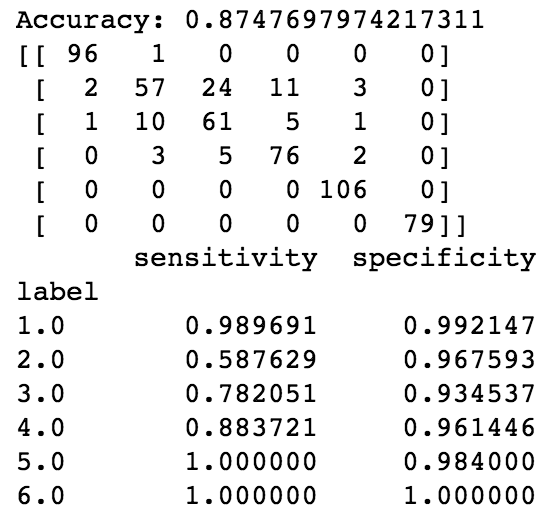 Accuracy: 0.8747697974217311
[[ 96   1   0   0   0   0]
 [  2  57  24  11   3   0]
 [  1  10  61   5   1   0]
 [  0   3   5  76   2   0]
 [  0   0   0   0 106   0]
 [  0   0   0   0   0  79]]
       sensitivity  specificity
label
1.0       0.989691     0.992147
2.0       0.587629     0.967593
3.0       0.782051     0.934537
4.0       0.883721     0.961446
5.0       1.000000     0.984000
6.0       1.000000     1.000000